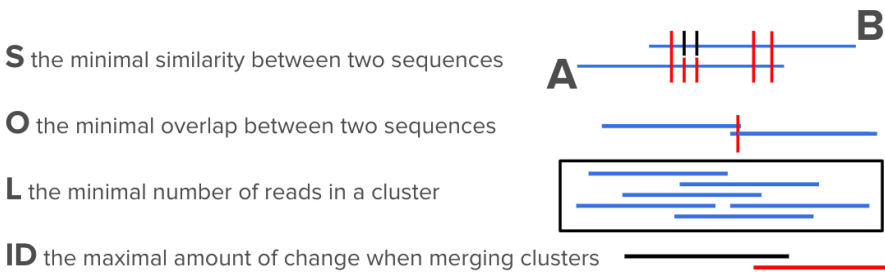 B
S the minimal similarity between two sequences
A
O the minimal overlap between two sequences
L the minimal number of reads in a cluster
ID the maximal amount of change when merging clusters